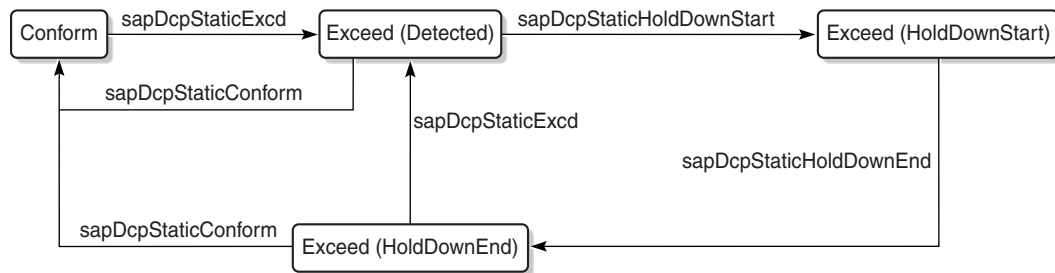 Conform
sapDcpStaticExcd
Exceed (Detected)
sapDcpStaticHoldDownStart
Exceed (HoldDownStart)
sapDcpStaticConform
sapDcpStaticExcd
sapDcpStaticHoldDownEnd
sapDcpStaticConform
Exceed (HoldDownEnd)